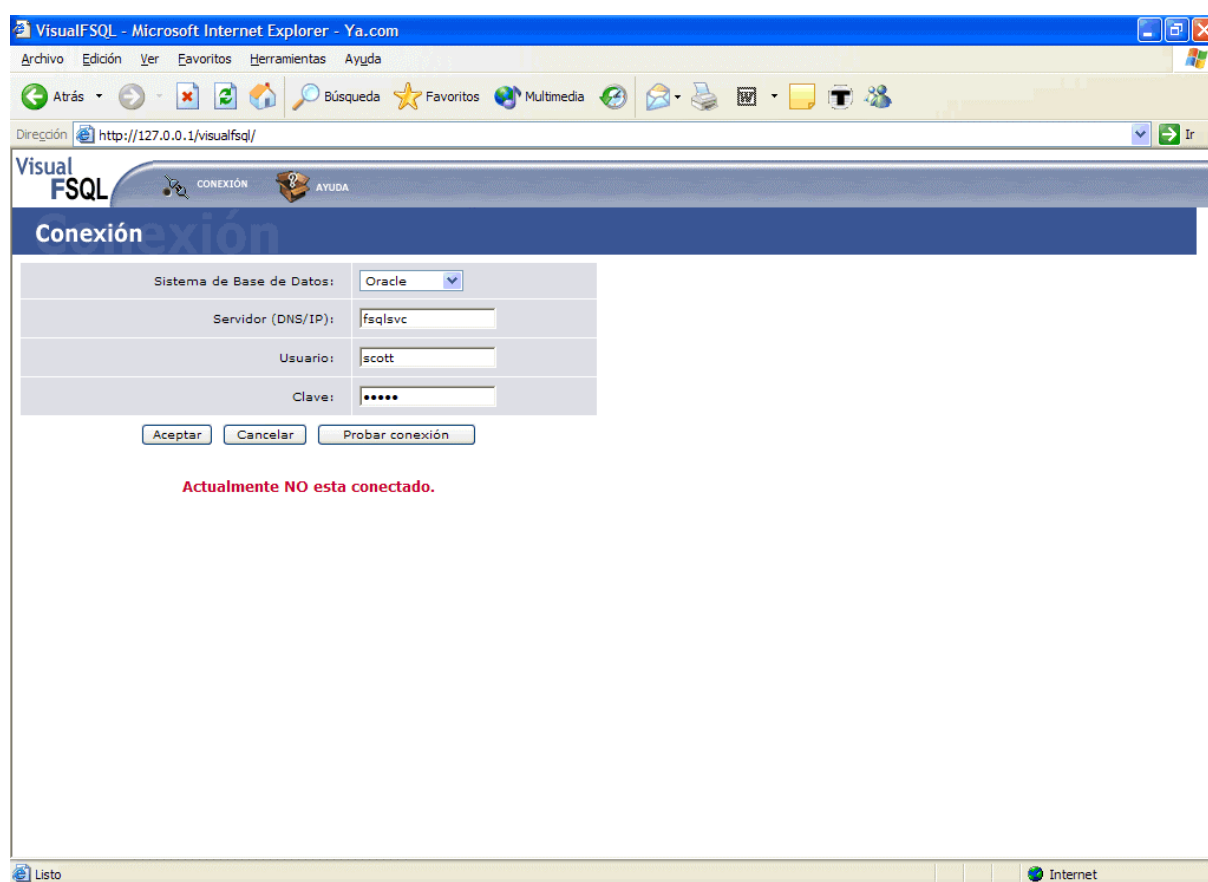 VisualFSQL - Microsoft Internet Explorer - Ya.com
Archivo Edición Ver Favoritos Herramientas Ayuda
Atrás Búsqueda Favoritos Multimedia
Dirección http://127.0.0.1/visualfsql/ Ir
Visual
FSQL
CONEXIÓN AYUDA
Conexión
Sistema de Base de Datos: Oracle
Servidor (DNS/IP): fsqlsvc
Usuario: scott
Clave: •••••
Aceptar Cancelar Probar conexión
Actualmente NO esta conectado.
Listo Internet